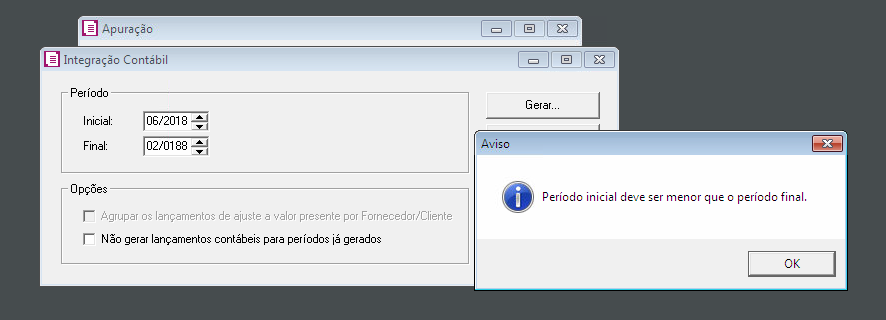 Apuração
Integração Contábil
Período
Inicial: 06/2018
Final: 02/0188
Gerar...
Aviso
Período inicial deve ser menor que o período final.
OK
Opções
Agrupar os lançamentos de ajuste a valor presente por Fornecedor/Cliente
Não gerar lançamentos contábeis para períodos já gerados